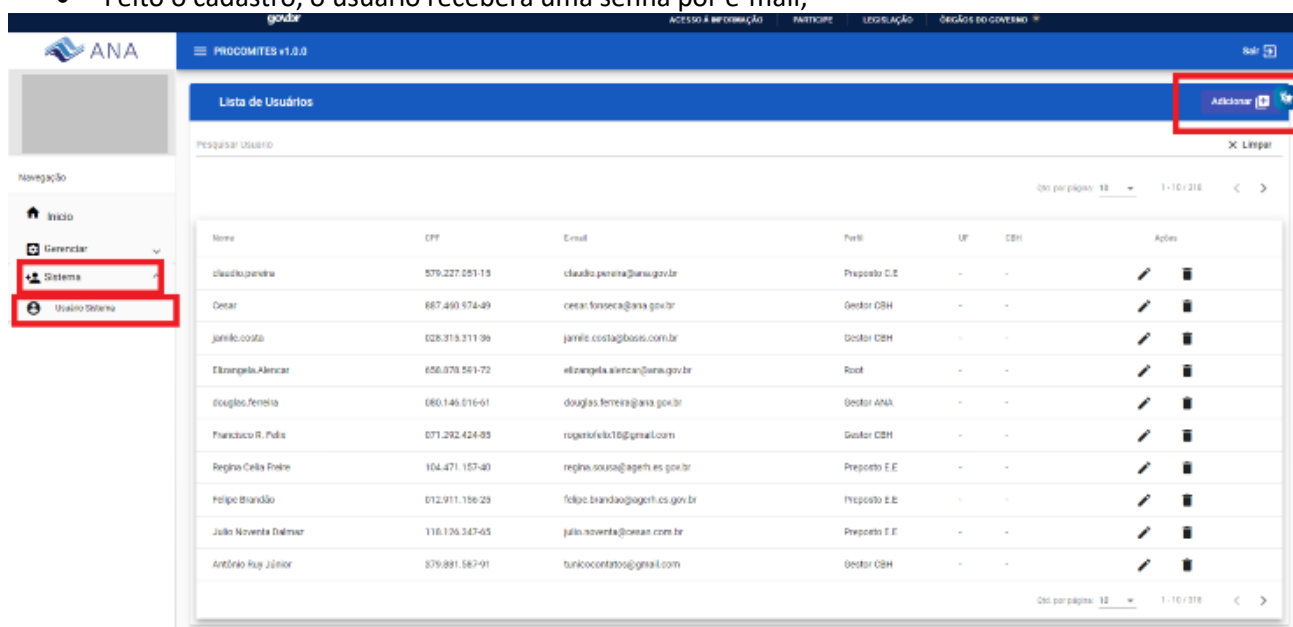 Feito o cadastro, o usuário receberá uma senha por e-mail;
govbr ACESSO À INFORMAÇÃO PARTICIPE LEGISLAÇÃO ÓRGÃOS DO GOVERNO
ANA PROCOMITES v1.0.0 Sair
Lista de Usuários Adicionar
Pesquisar Usuário Limpar
Navegação
Qtd. por página: 10 1 - 10 / 316
Início
Nome CPF E-mail Perfil UF CBH Ações
Gerenciar
claudio.pereira 579.227.051-15 claudio.pereira@ana.gov.br Preposto E.E - -
Sistema
Cesar 887.460.974-49 cesar.fonseca@ana.gov.br Gestor CBH - -
Usuário Sistema
jamile.costa 028.315.311-36 jamile.costa@basis.com.br Gestor CBH - -
Elizangela.Alencar 658.078.591-72 elizangela.alencar@ana.gov.br Root - -
douglas.ferreira 080.146.016-61 douglas.ferreira@ana.gov.br Gestor ANA - -
Francisco R. Felix 071.292.424-85 rogeriofelix18@gmail.com Gestor CBH - -
Regina Celia Freire 104.471.157-40 regina.sousa@agerh.es.gov.br Preposto E.E - -
Felipe Brandão 012.911.156-25 felipe.brandao@agerh.es.gov.br Preposto E.E - -
Julio Noventa Dalmaz 118.126.247-65 julio.noventa@cesan.com.br Preposto E.E - -
Antônio Ruy Júnior 379.881.587-91 tunicocontatos@gmail.com Gestor CBH - -
Qtd. por página: 10 1 - 10 / 316